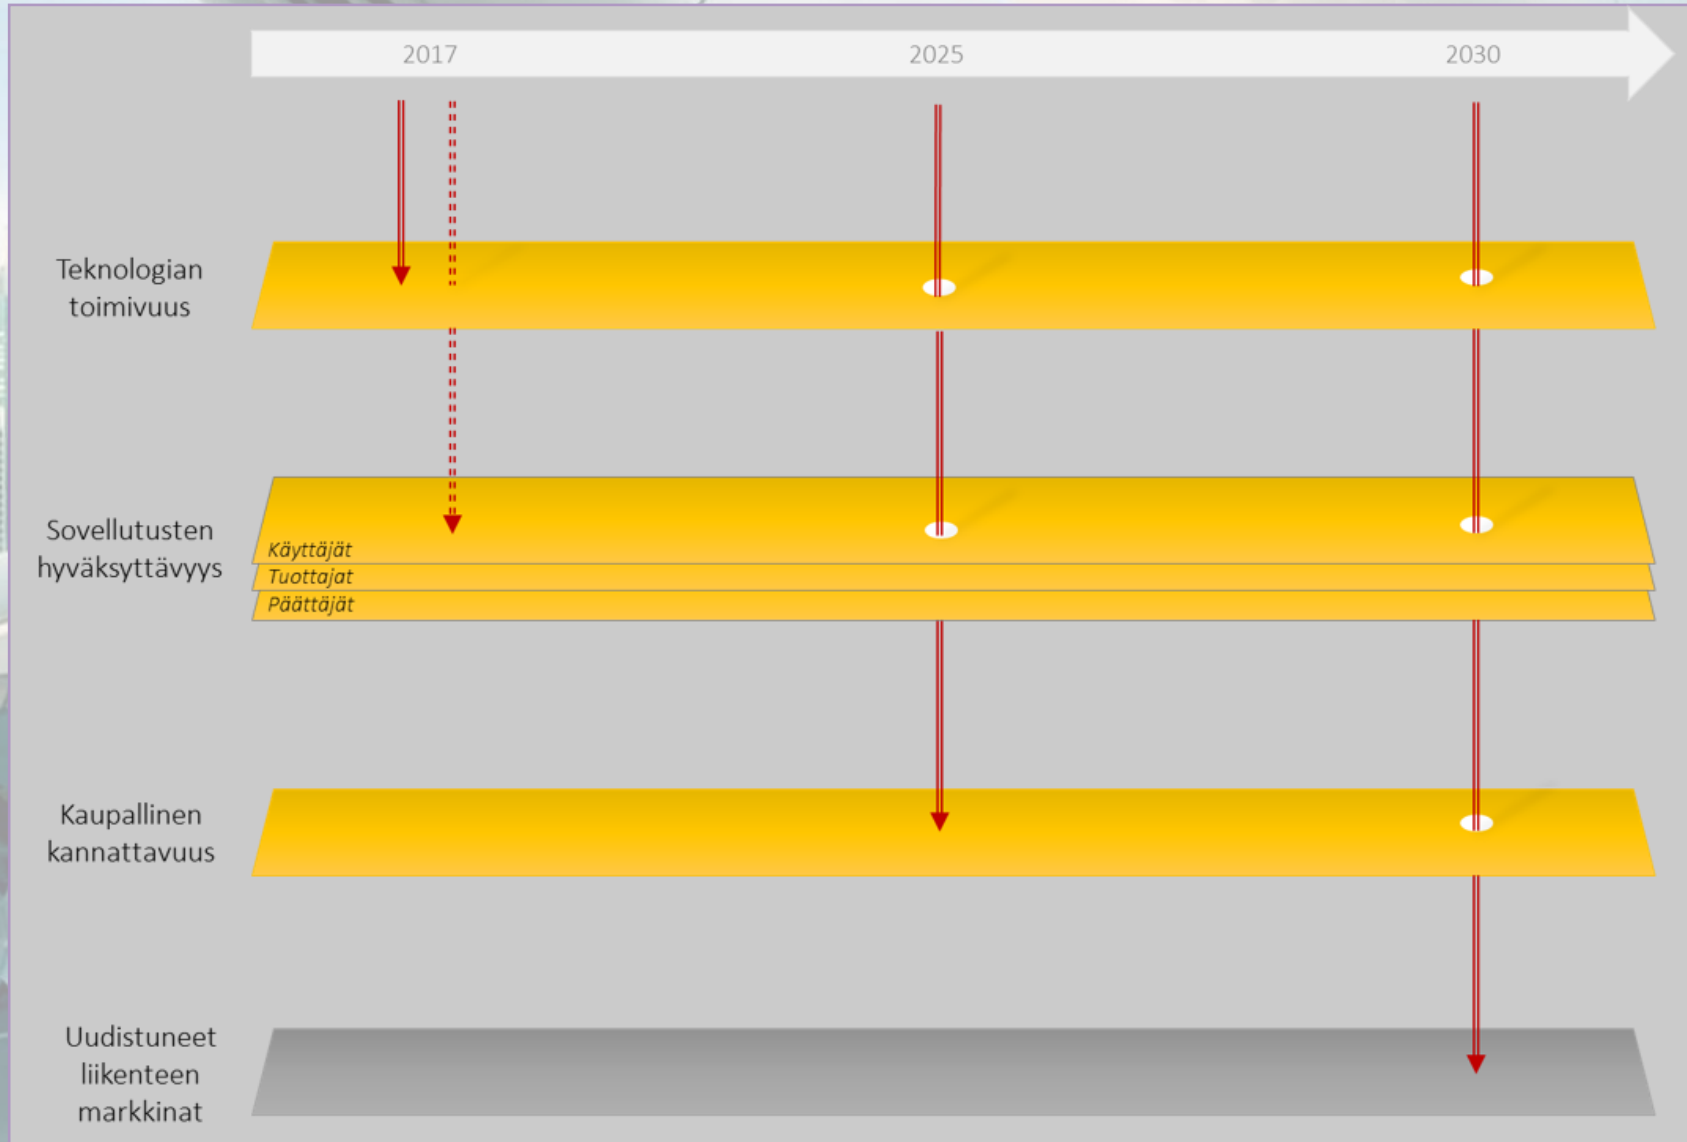 2017 2025 2030
Teknologian
toimivuus
Sovellutusten
hyväksyttävyys
Käyttäjät
Tuottajat
Päättäjät
Kaupallinen
kannattavuus
Uudistuneet
liikenteen
markkinat